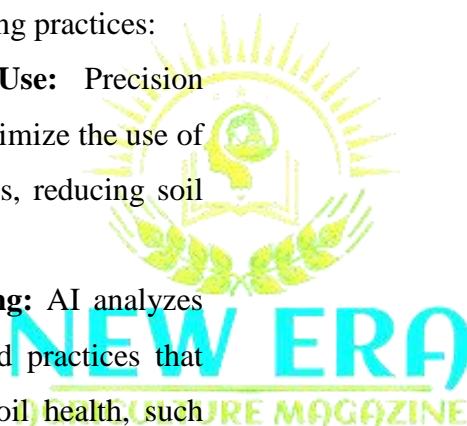 ng practices:
Use: Precision
imize the use of
s, reducing soil
ng: AI analyzes
d practices that
oil health, such
NEW ERA
AGRICULTURE MAGAZINE